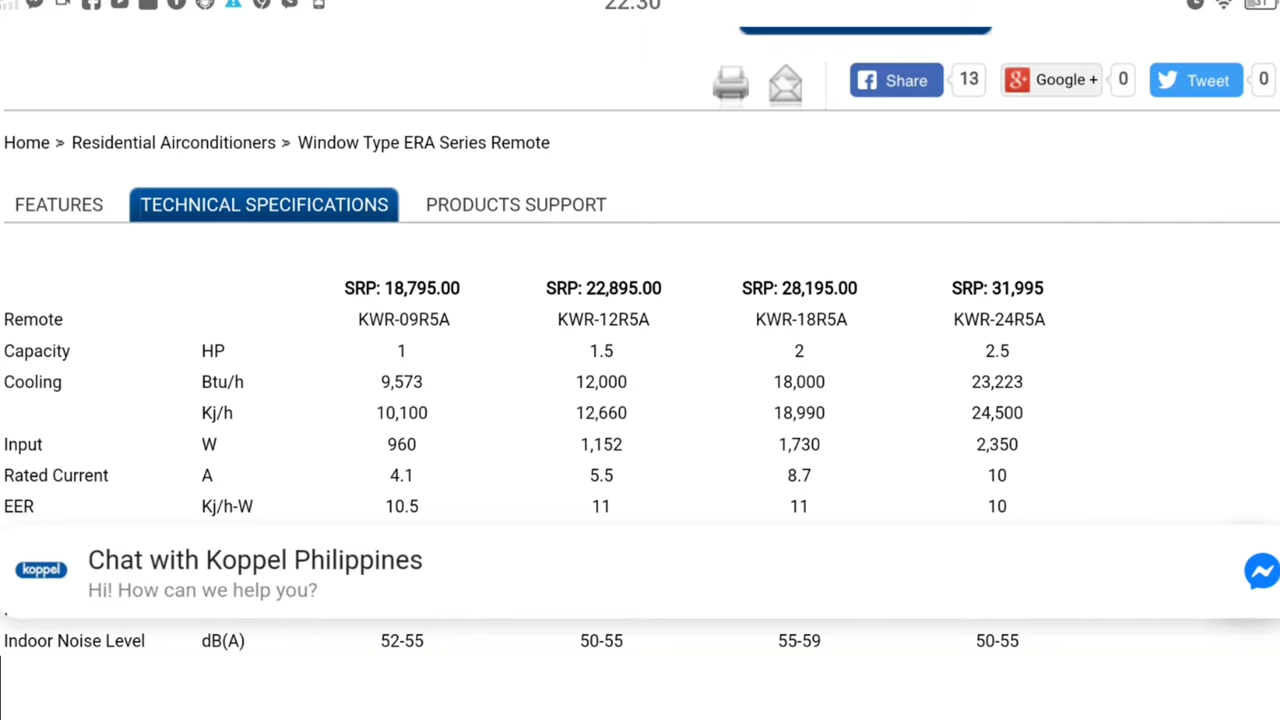 22:30
31
Share 13 Google + 0 Tweet 0
Home > Residential Airconditioners > Window Type ERA Series Remote
FEATURES TECHNICAL SPECIFICATIONS PRODUCTS SUPPORT
SRP: 18,795.00 SRP: 22,895.00 SRP: 28,195.00 SRP: 31,995
Remote KWR-09R5A KWR-12R5A KWR-18R5A KWR-24R5A
Capacity HP 1 1.5 2 2.5
Cooling Btu/h 9,573 12,000 18,000 23,223
Kj/h 10,100 12,660 18,990 24,500
Input W 960 1,152 1,730 2,350
Rated Current A 4.1 5.5 8.7 10
EER Kj/h-W 10.5 11 11 10
koppel Chat with Koppel Philippines
Hi! How can we help you?
Indoor Noise Level dB(A) 52-55 50-55 55-59 50-55